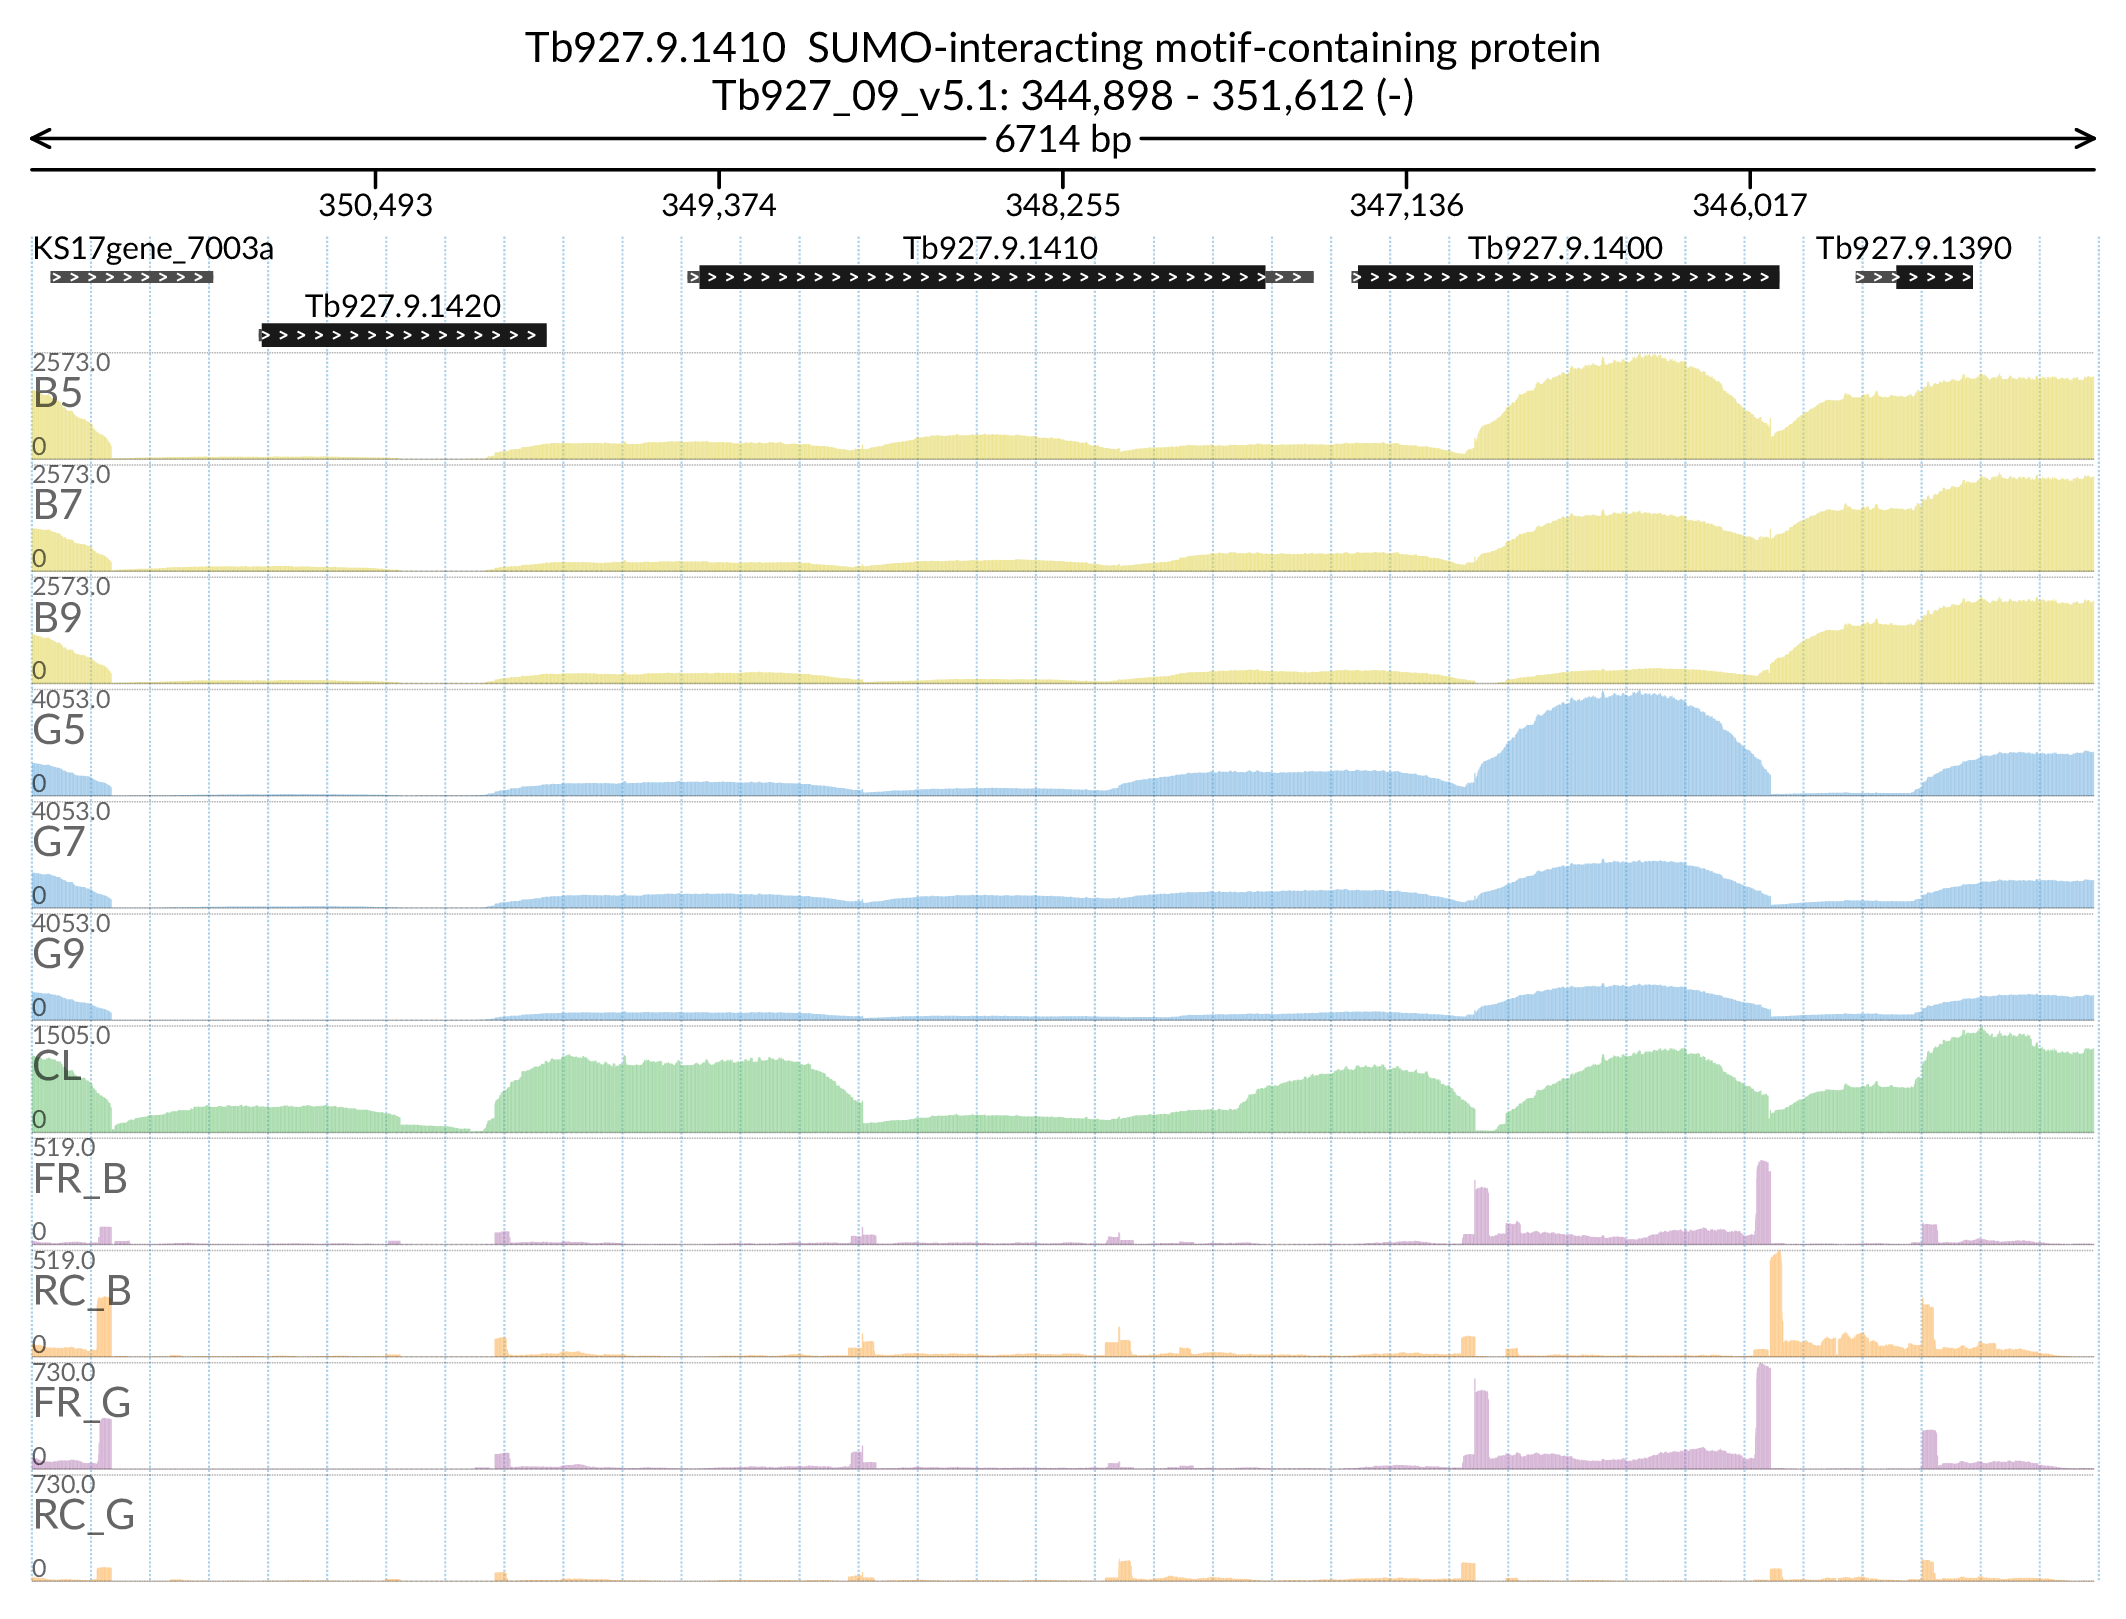 Tb927.9.1410  SUMO-interacting motif-containing protein
Tb927_09_v5.1: 344,898 - 351,612 (-)
6714 bp
350,493 349,374 348,255 347,136 346,017
KS17gene_7003a Tb927.9.1410 Tb927.9.1400 Tb927.9.1390
Tb927.9.1420
2573.0
B5
0
2573.0
B7
0
2573.0
B9
0
4053.0
G5
0
4053.0
G7
0
4053.0
G9
0
1505.0
CL
0
519.0
FR_B
0
519.0
RC_B
0
730.0
FR_G
0
730.0
RC_G
0